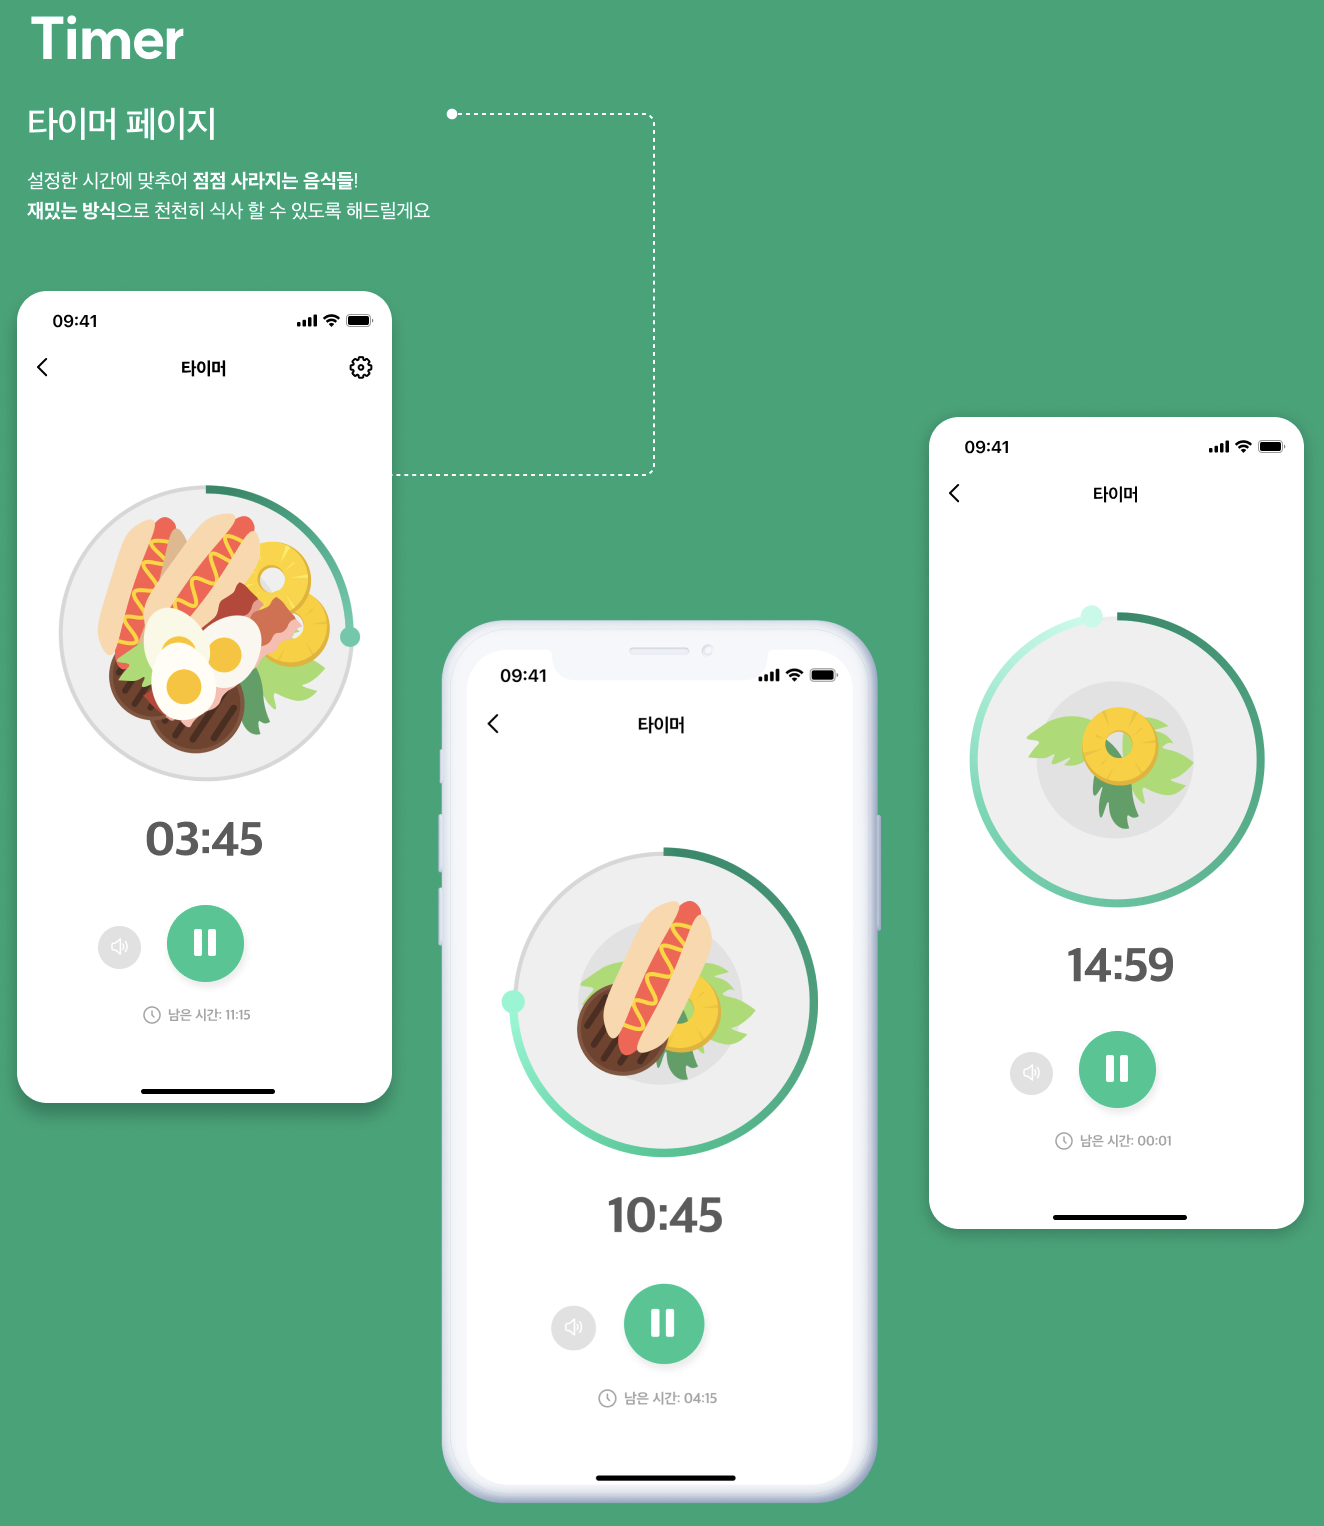 Timer
타이머 페이지
설정한 시간에 맞추어 점점 사라지는 음식들!
재밌는 방식으로 천천히 식사 할 수 있도록 해드릴게요
09:41
타이머
03:45
남은 시간: 11:15
09:41
타이머
10:45
남은 시간: 04:15
09:41
타이머
14:59
남은 시간: 00:01